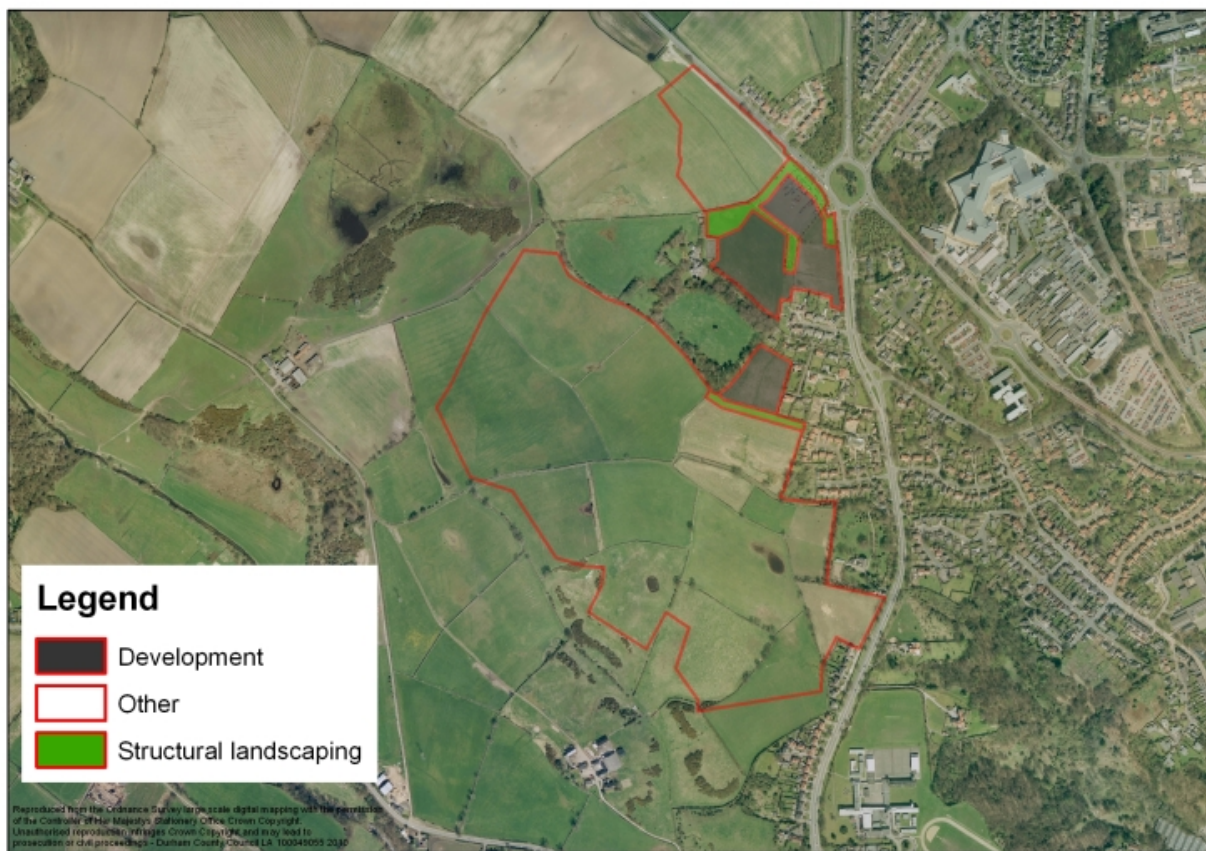 Legend
Development
Other
Structural landscaping
Reproduced from the Ordnance Survey large scale digital mapping with the permission
of the Controller of Her Majestys Stationery Office Crown Copyright.
Unauthorised reproduction infringes Crown Copyright and may lead to
prosecution or civil proceedings - Durham County Council LA 100049055 2010